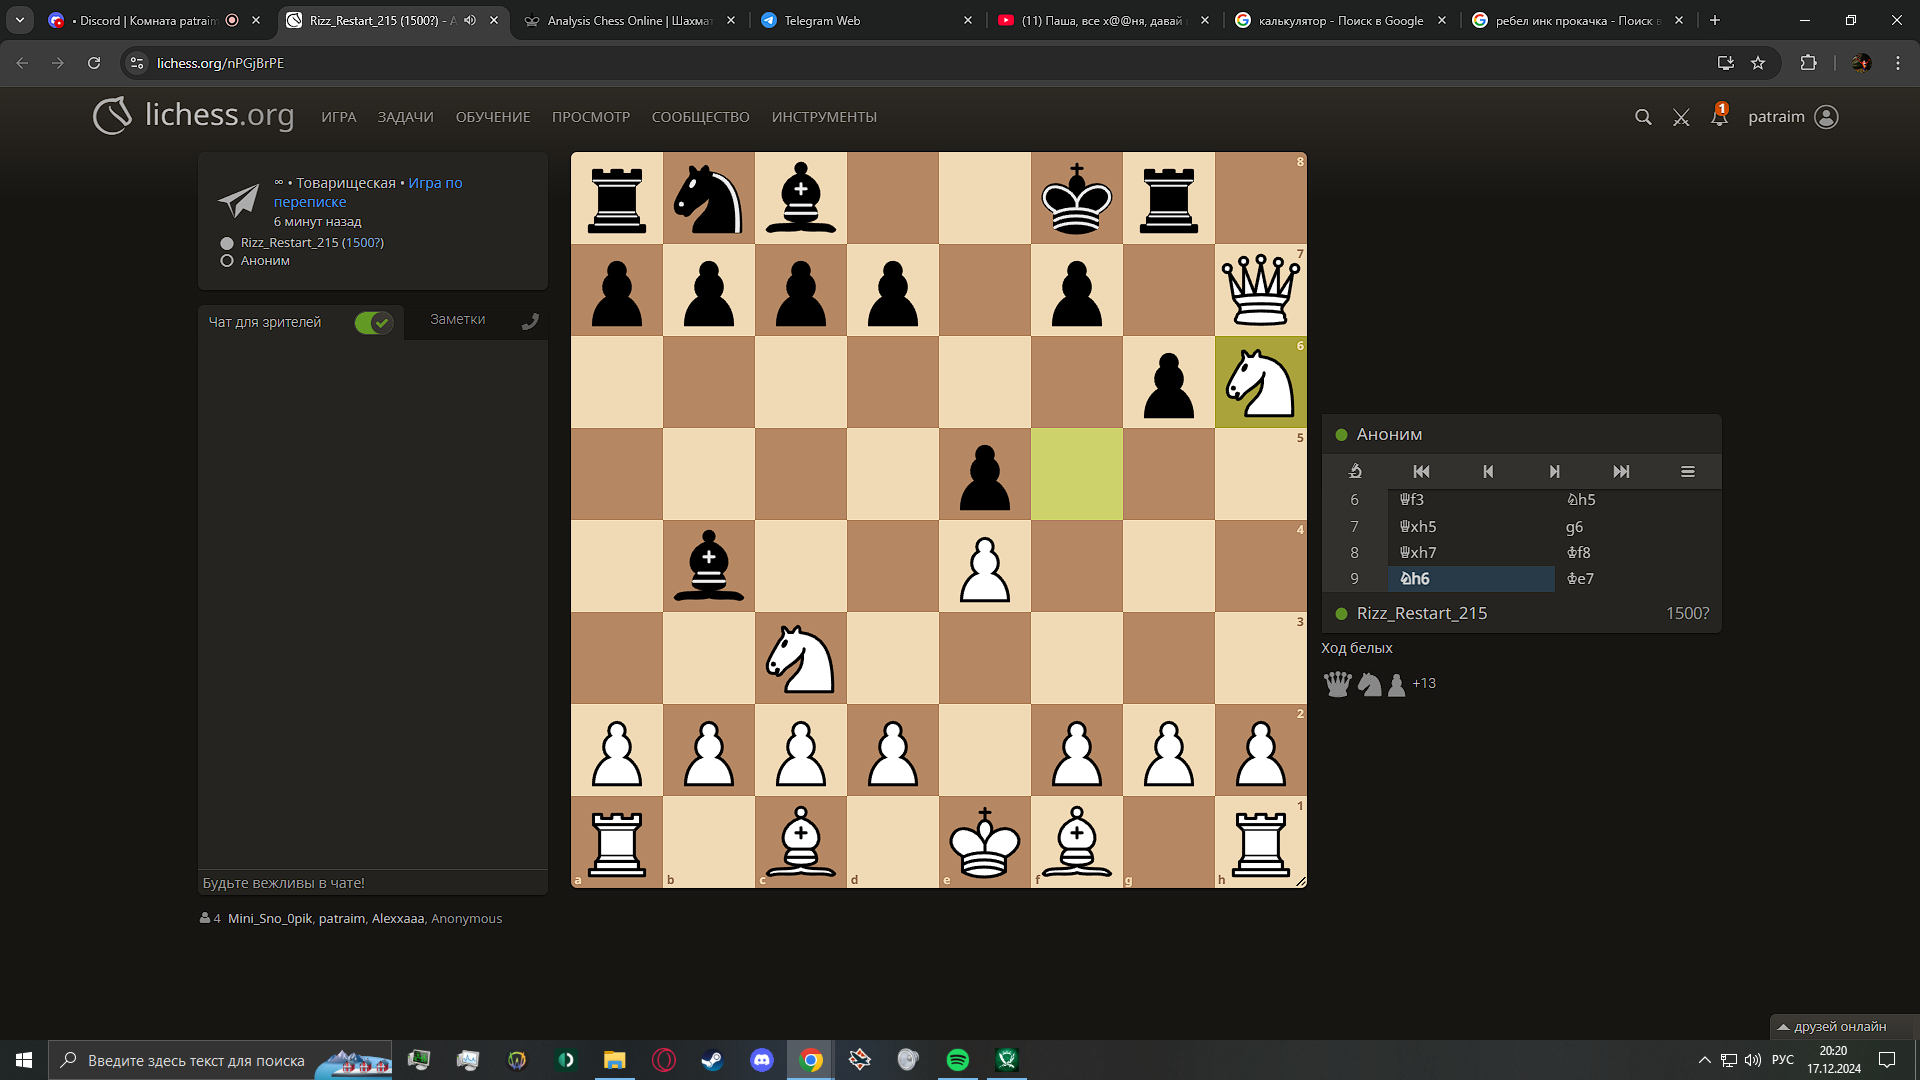 • Discord | Комната patraim
Rizz_Restart_215 (1500?) - А
Analysis Chess Online | Шахмат
Telegram Web
(11) Паша, все х@@ня, давай
калькулятор - Поиск в Google
ребел инк прокачка - Поиск в
lichess.org/nPGjBrPE
lichess.org
ИГРА
ЗАДАЧИ
ОБУЧЕНИЕ
ПРОСМОТР
СООБЩЕСТВО
ИНСТРУМЕНТЫ
1
patraim
∞ • Товарищеская • Игра по
переписке
6 минут назад
Rizz_Restart_215 (1500?)
Аноним
Чат для зрителей
Заметки
Будьте вежливы в чате!
4 Mini_Sno_0pik, patraim, Alexxaaa, Anonymous
8
7
6
5
4
3
2
1
a
b
c
d
e
f
g
h
Аноним
6 ♕f3 ♘h5
7 ♕xh5 g6
8 ♕xh7 ♔f8
9 ♘h6 ♔e7
Rizz_Restart_215 1500?
Ход белых
+13
друзей онлайн
Введите здесь текст для поиска
РУС
20:20
17.12.2024